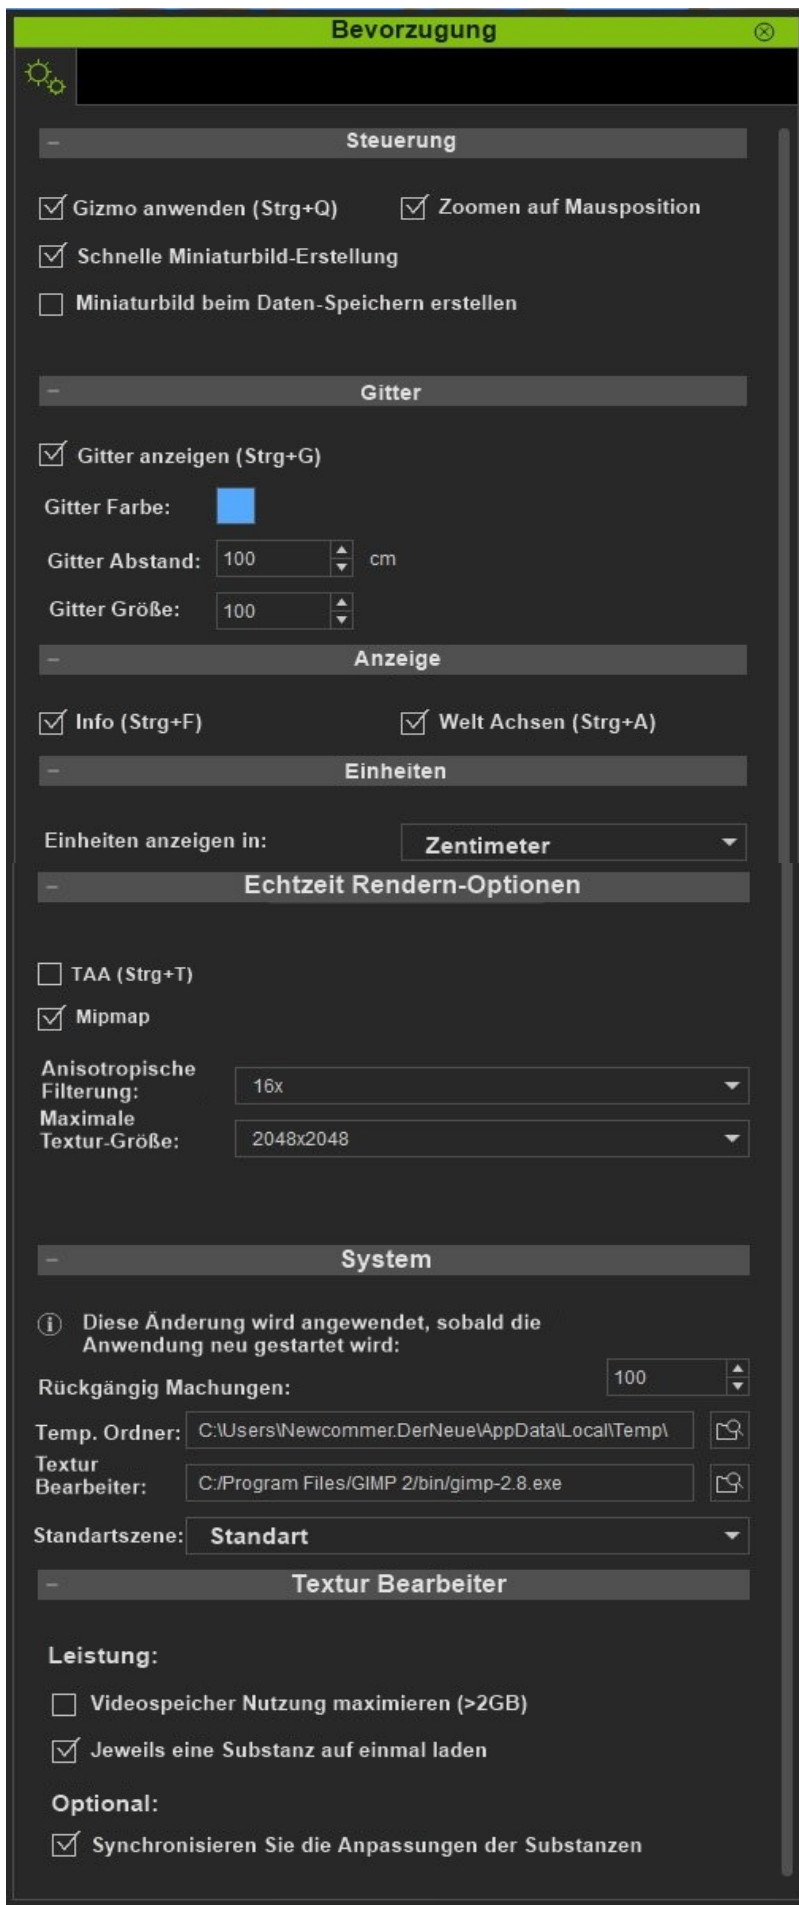 Bevorzugung
Steuerung
Gizmo anwenden (Strg+Q)
Zoomen auf Mausposition
Schnelle Miniaturbild-Erstellung
Miniaturbild beim Daten-Speichern erstellen
Gitter
Gitter anzeigen (Strg+G)
Gitter Farbe:
Gitter Abstand: 100 cm
Gitter Größe: 100
Anzeige
Info (Strg+F)
Welt Achsen (Strg+A)
Einheiten
Einheiten anzeigen in: Zentimeter
Echtzeit Rendern-Optionen
TAA (Strg+T)
Mipmap
Anisotropische
Filterung: 16x
Maximale
Textur-Größe: 2048x2048
System
Diese Änderung wird angewendet, sobald die
Anwendung neu gestartet wird:
Rückgängig Machungen: 100
Temp. Ordner: C:\Users\Newcommer.DerNeue\AppData\Local\Temp\
Textur
Bearbeiter: C:/Program Files/GIMP 2/bin/gimp-2.8.exe
Standartszene: Standart
Textur Bearbeiter
Leistung:
Videospeicher Nutzung maximieren (>2GB)
Jeweils eine Substanz auf einmal laden
Optional:
Synchronisieren Sie die Anpassungen der Substanzen